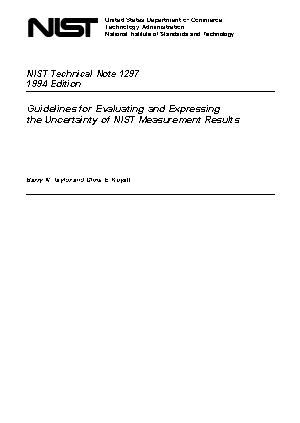 NIST
United States Department of Commerce
Technology Administration
National Institute of Standards and Technology
NIST Technical Note 1297
1994 Edition
Guidelines for Evaluating and Expressing
the Uncertainty of NIST Measurement Results
Barry N. Taylor and Chris E. Kuyatt